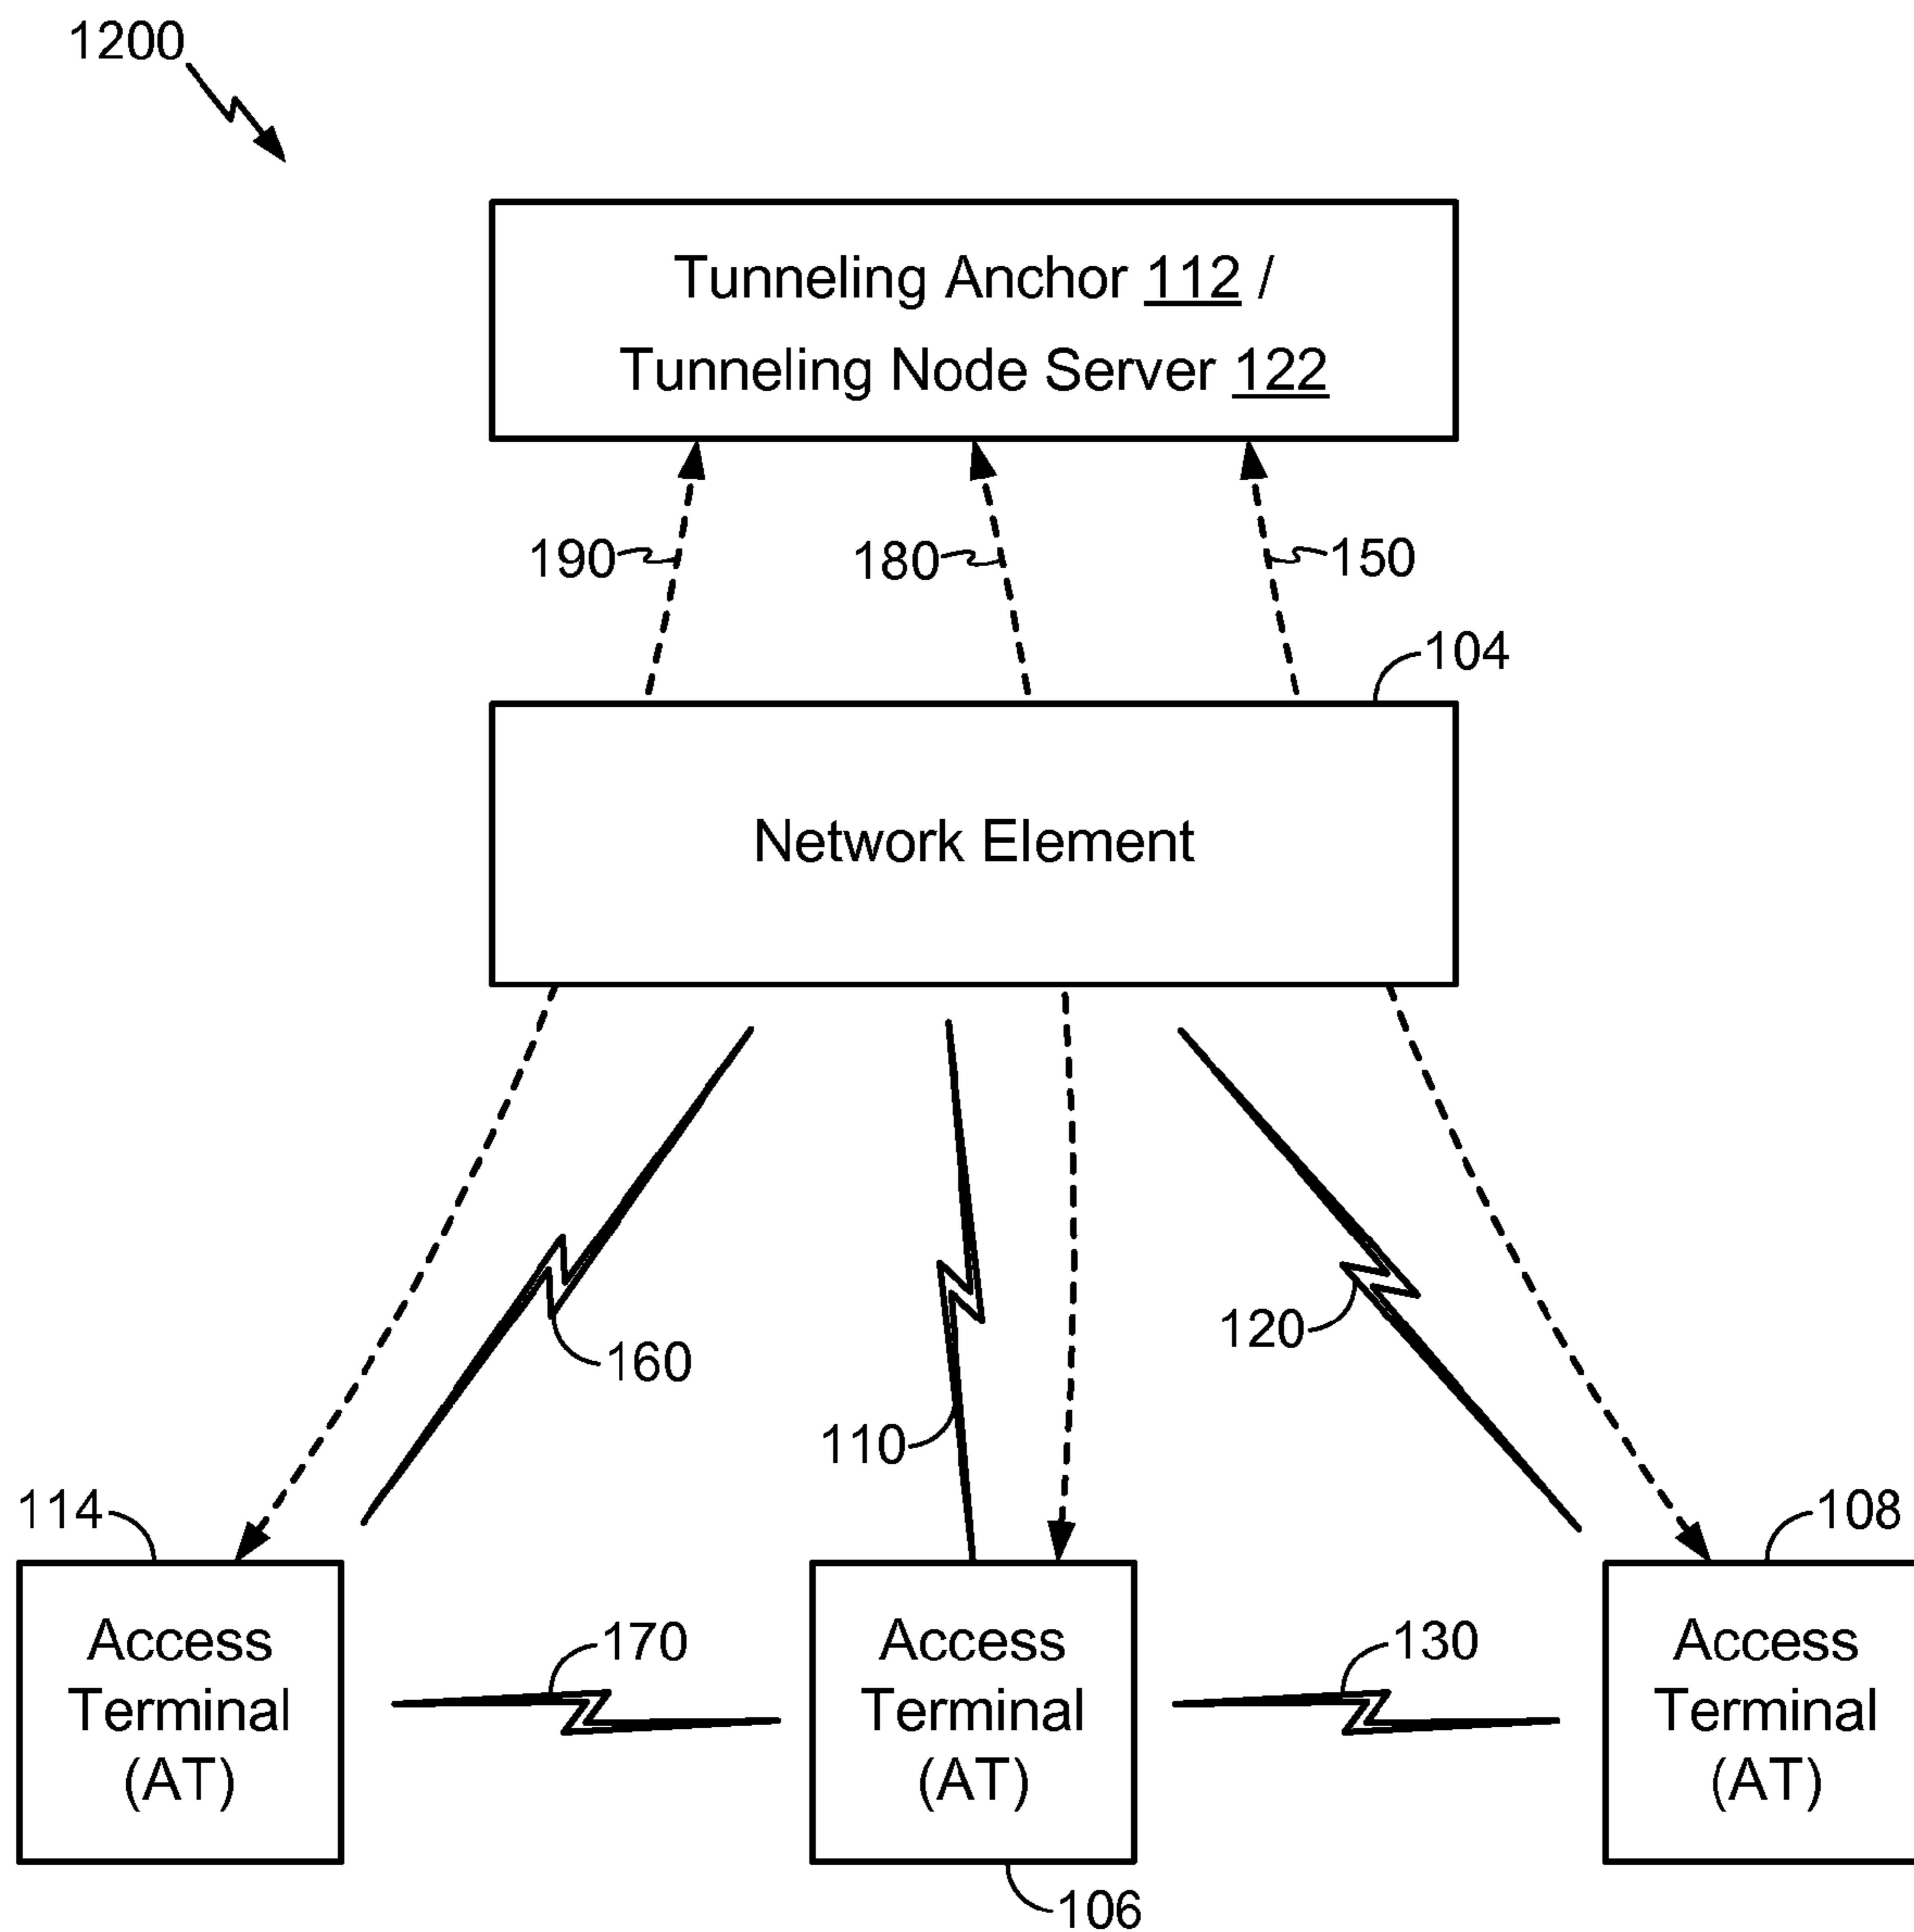 1200
Tunneling Anchor 112 /
Tunneling Node Server 122
190
180
150
104
Network Element
160
110
120
114
108
Access
Terminal
(AT)
170
Access
Terminal
(AT)
130
Access
Terminal
(AT)
106